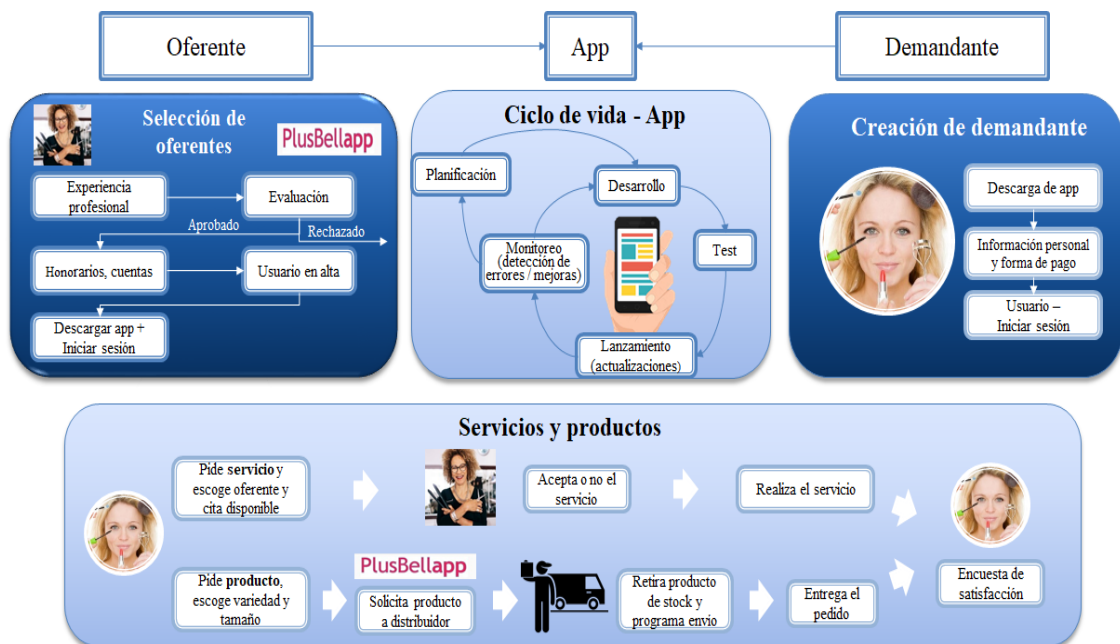 Oferente
App
Demandante
Selección de
oferentes
PlusBellapp
Experiencia
profesional
Evaluación
Aprobado
Rechazado
Honorarios, cuentas
Usuario en alta
Descargar app +
Iniciar sesión
Ciclo de vida - App
Planificación
Desarrollo
Monitoreo
(detección de
errores / mejoras)
Test
Lanzamiento
(actualizaciones)
Creación de demandante
Descarga de app
Información personal
y forma de pago
Usuario –
Iniciar sesión
Servicios y productos
Pide servicio y
escoge oferente y
cita disponible
Acepta o no el
servicio
Realiza el servicio
Pide producto,
escoge variedad y
tamaño
PlusBellapp
Solicita producto
a distribuidor
Retira producto
de stock y
programa envio
Entrega el
pedido
Encuesta de
satisfacción